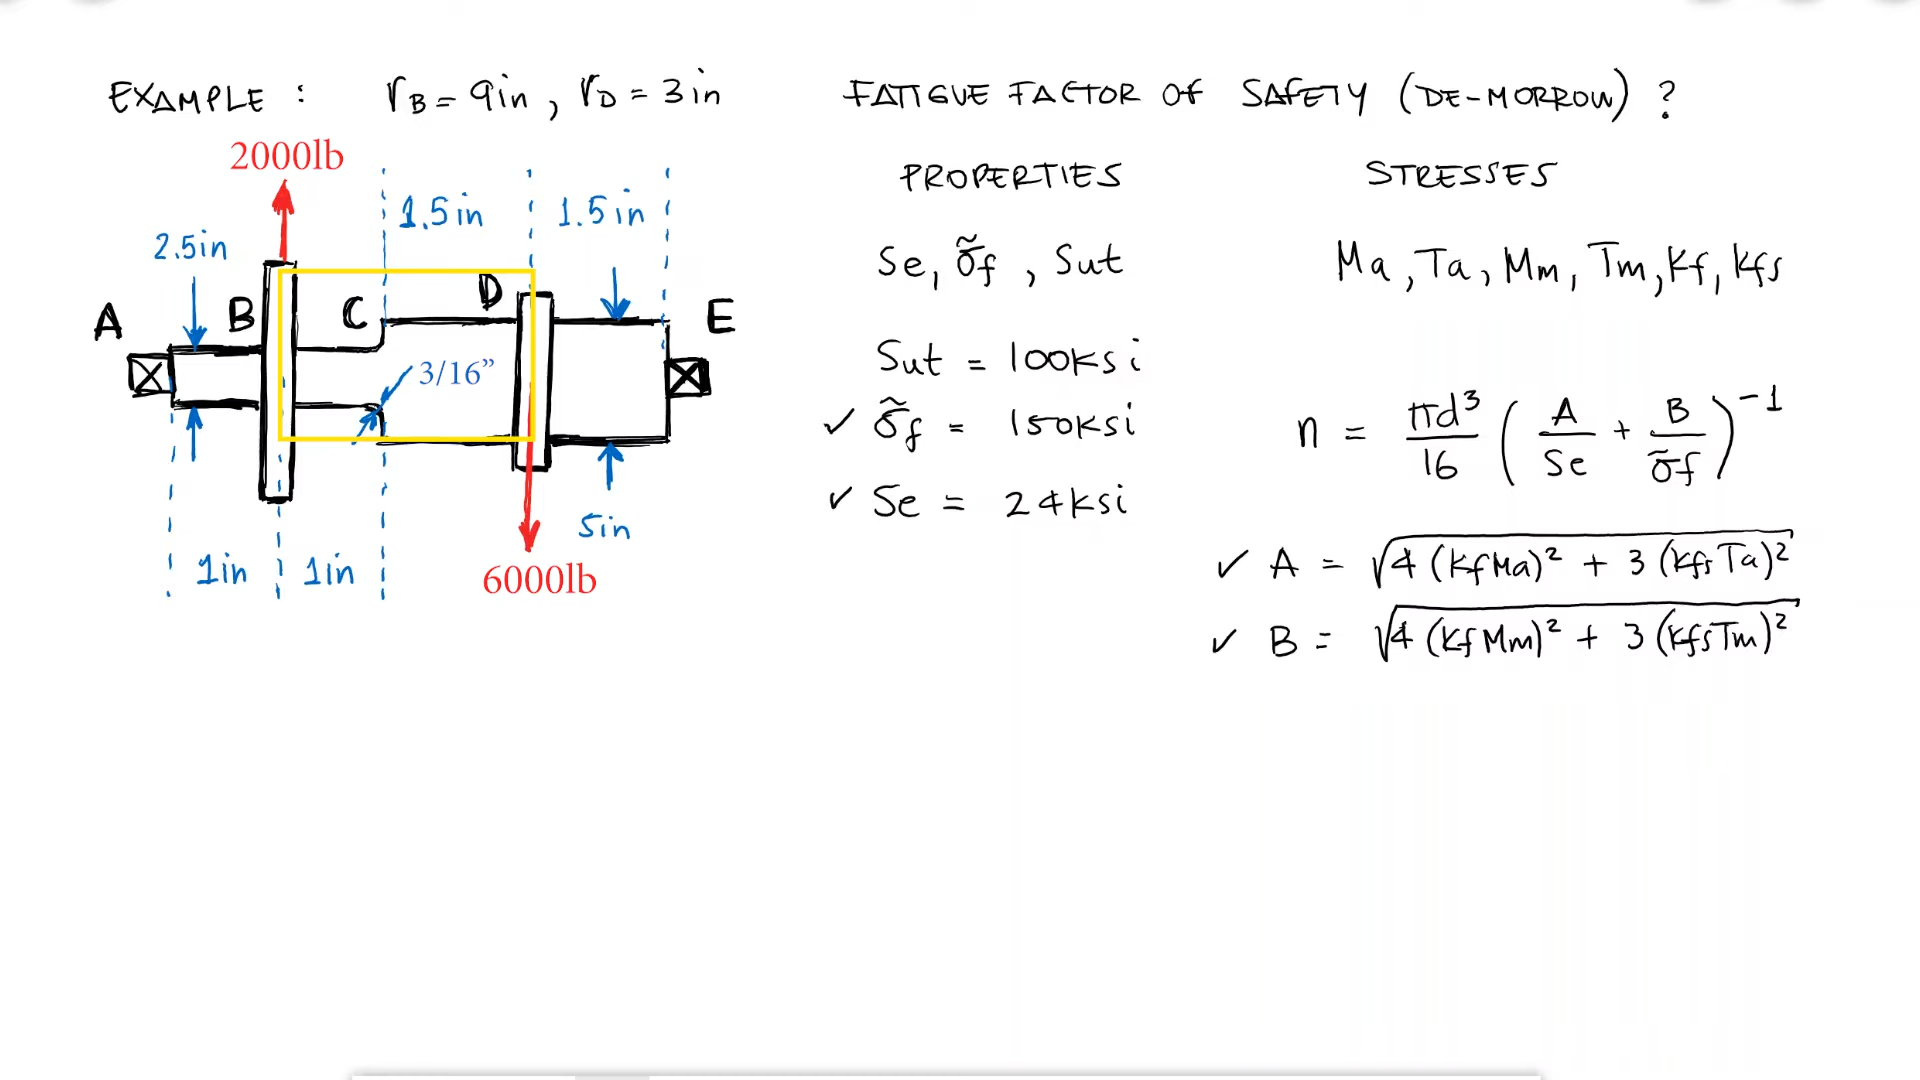 EXAMPLE : rB = 9in , rD = 3in
FATIGUE FACTOR OF SAFETY (DE-MORROW) ?
2000lb
1.5in 1.5in
2.5in
A B C D E
3/16”
5in
1in 1in
6000lb
PROPERTIES
Se, σ̃f , Sut
Sut = 100ksi
✓ σ̃f = 150ksi
✓ Se = 24ksi
STRESSES
Ma, Ta, Mm, Tm, Kf, Kfs
n = πd³/16 (A/Se + B/σ̃f)⁻¹
✓ A = √4(KfMa)² + 3(KfsTa)²
✓ B = √4(KfMm)² + 3(KfsTm)²